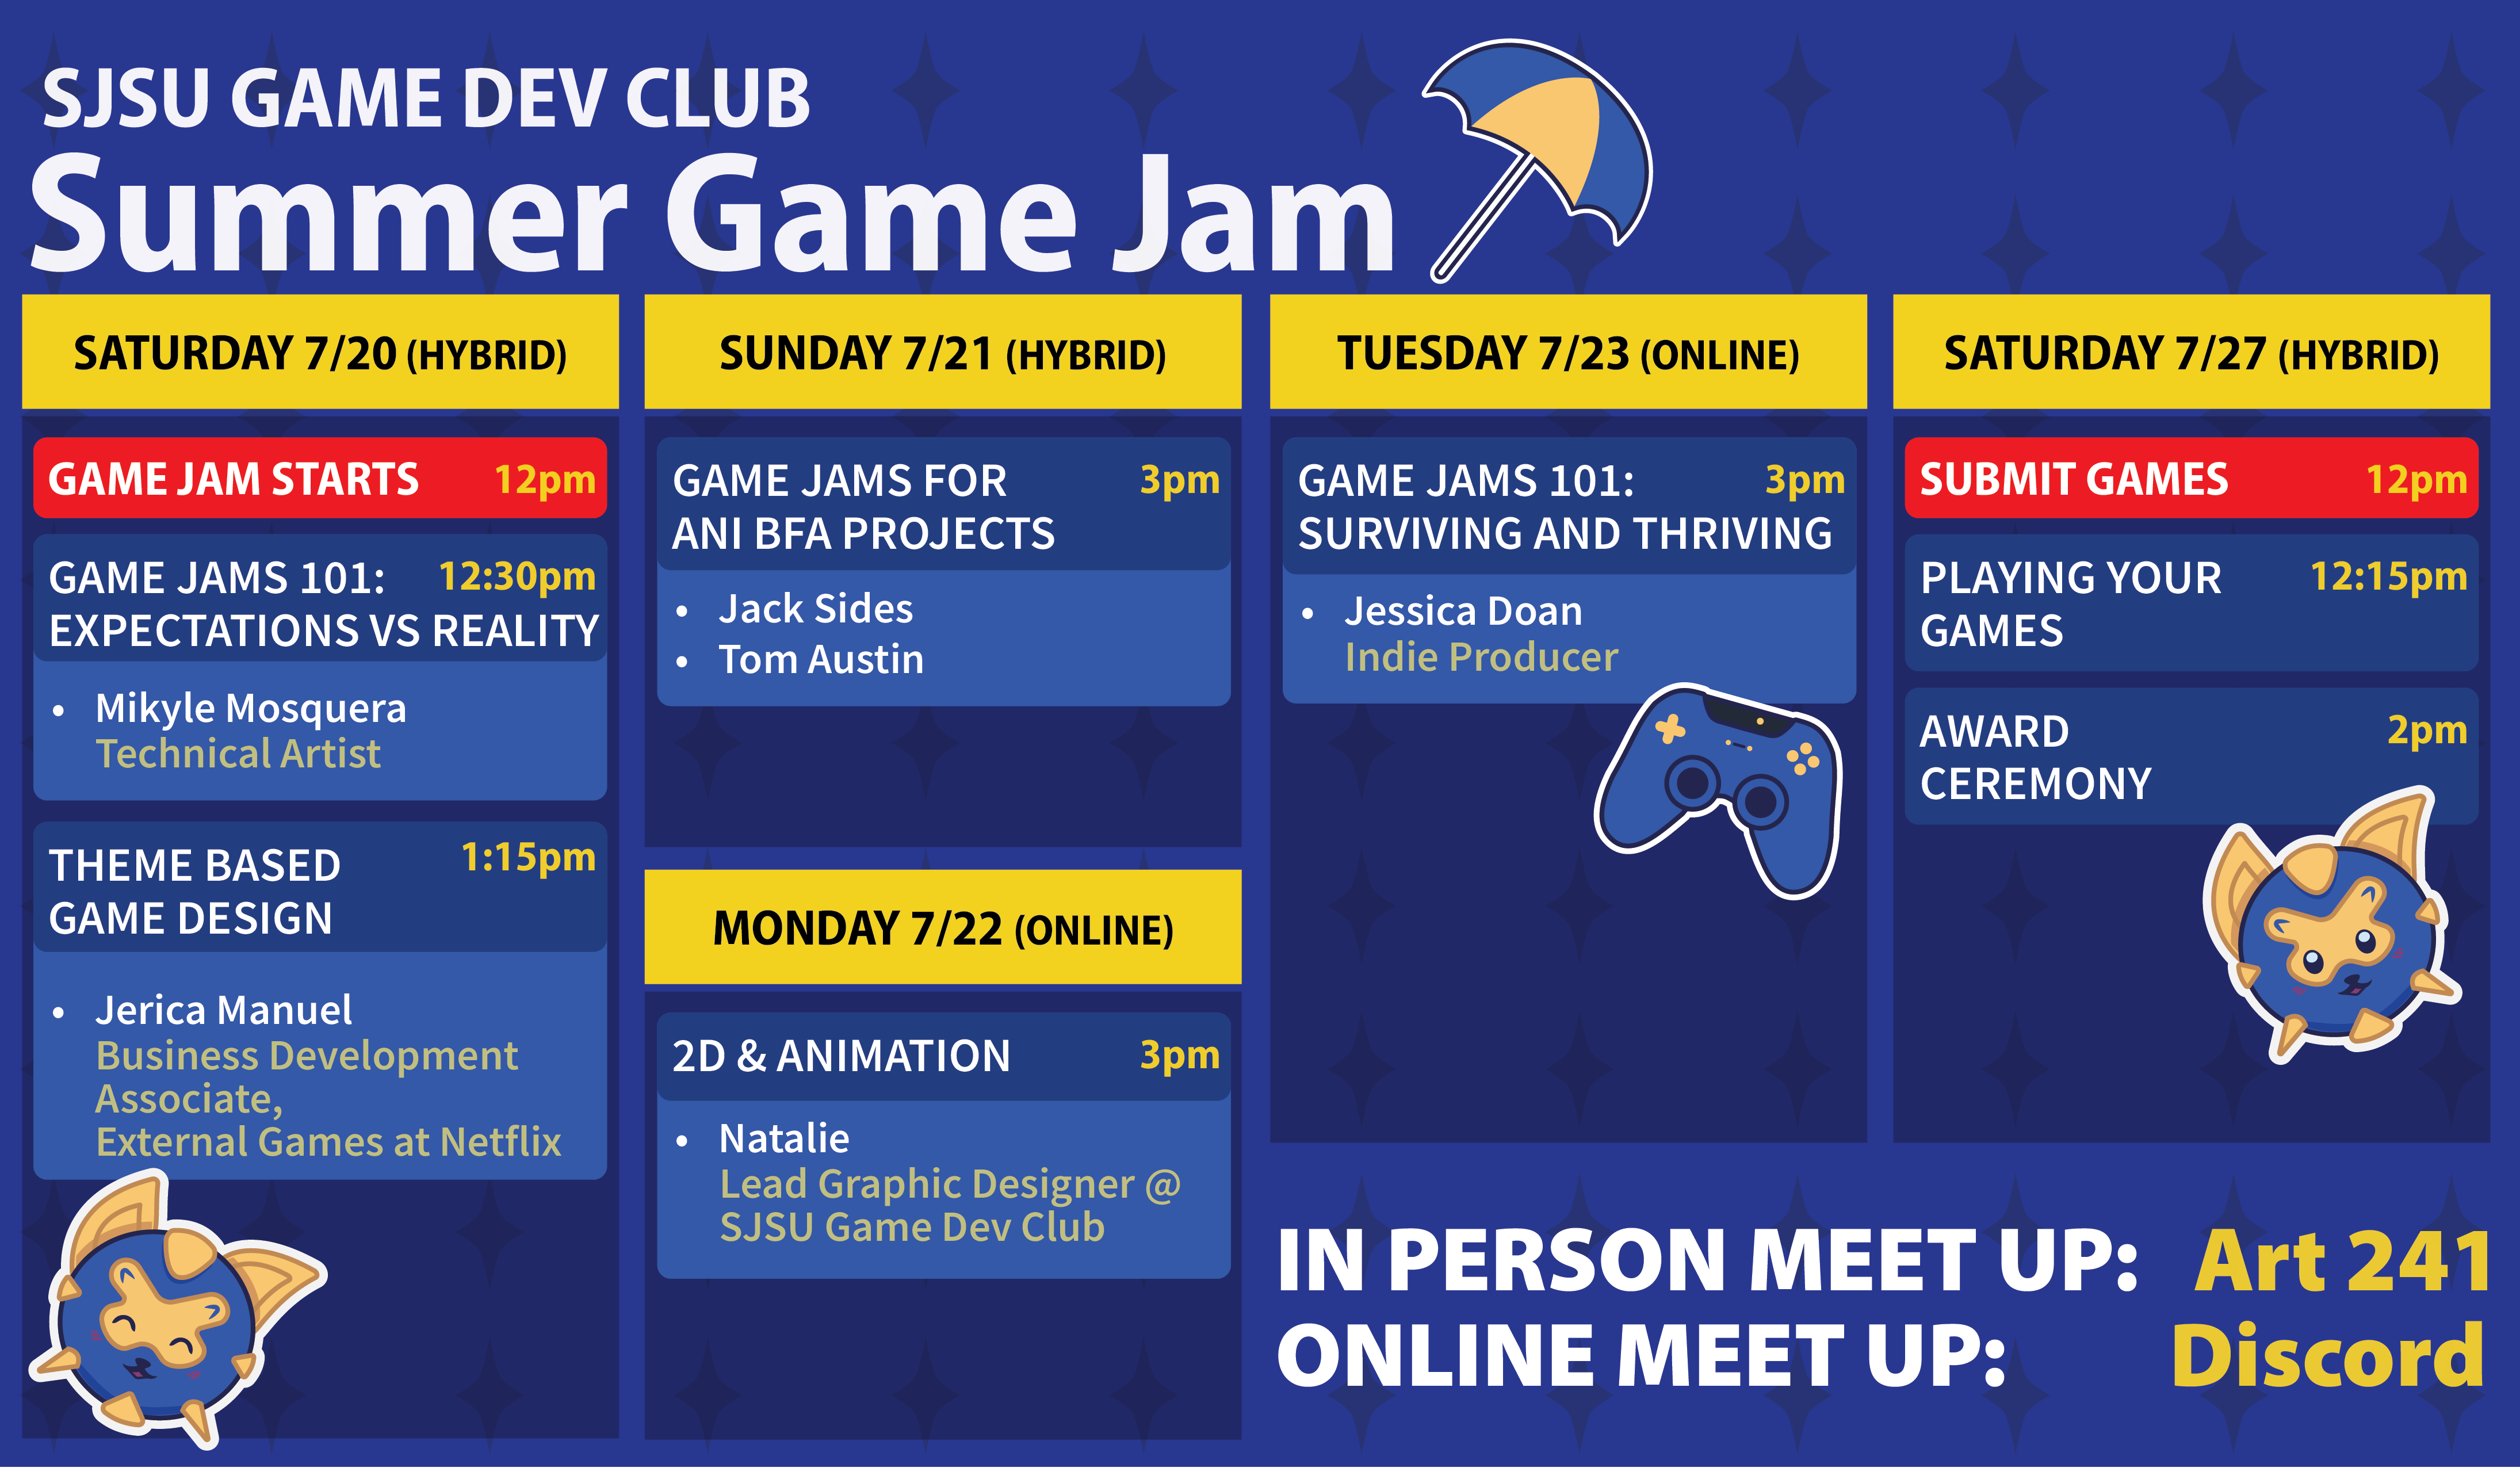 SJSU GAME DEV CLUB
Summer Game Jam
SATURDAY 7/20 (HYBRID)
GAME JAM STARTS 12pm
GAME JAMS 101: 12:30pm
EXPECTATIONS VS REALITY
• Mikyle Mosquera
Technical Artist
THEME BASED 1:15pm
GAME DESIGN
• Jerica Manuel
Business Development
Associate,
External Games at Netflix
SUNDAY 7/21 (HYBRID)
GAME JAMS FOR 3pm
ANI BFA PROJECTS
• Jack Sides
• Tom Austin
MONDAY 7/22 (ONLINE)
2D & ANIMATION 3pm
• Natalie
Lead Graphic Designer @
SJSU Game Dev Club
TUESDAY 7/23 (ONLINE)
GAME JAMS 101: 3pm
SURVIVING AND THRIVING
• Jessica Doan
Indie Producer
SATURDAY 7/27 (HYBRID)
SUBMIT GAMES 12pm
PLAYING YOUR 12:15pm
GAMES
AWARD 2pm
CEREMONY
IN PERSON MEET UP: Art 241
ONLINE MEET UP: Discord